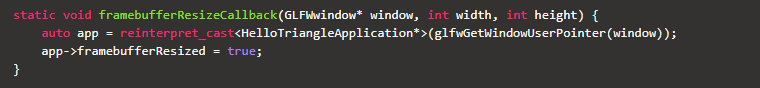 static void framebufferResizeCallback(GLFWwindow* window, int width, int height) {
    auto app = reinterpret_cast<HelloTriangleApplication*>(glfwGetWindowUserPointer(window));
    app->framebufferResized = true;
}